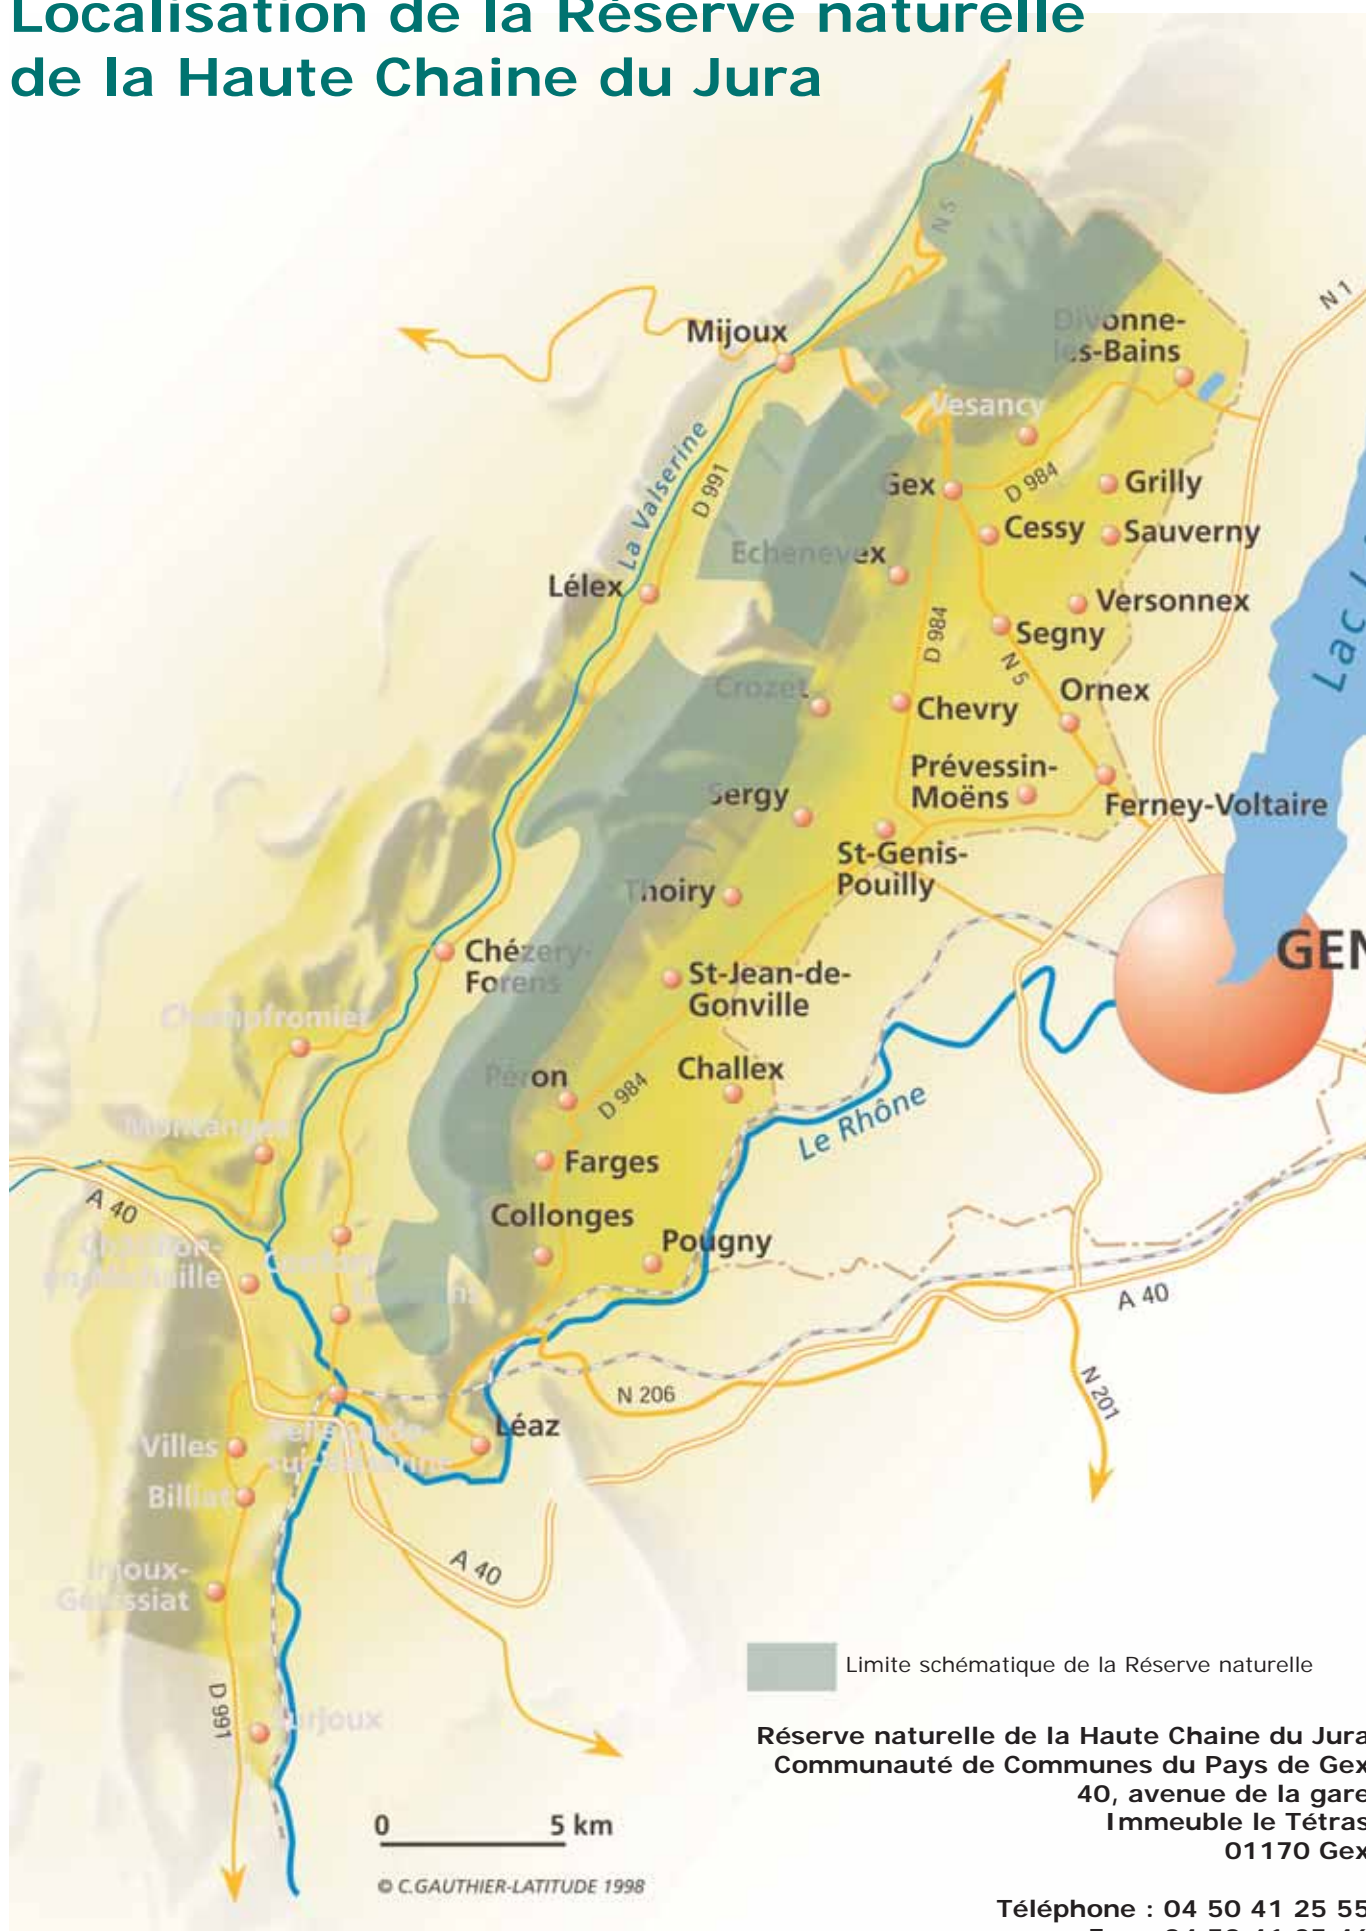 Localisation de la Réserve naturelle
de la Haute Chaine du Jura
N 5
N 1
Mijoux
Divonne-
les-Bains
Vesancy
La Valserine
D 991
Gex
D 984
Grilly
Cessy
Sauverny
Echenevex
Lélex
Versonnex
D 984
Segny
N 5
Lac
Crozet
Chevry
Ornex
Prévessin-
Moëns
Sergy
Ferney-Voltaire
St-Genis-
Pouilly
Thoiry
GEN
Chézery-
Forens
St-Jean-de-
Gonville
Champfromier
Péron
D 984
Challex
Le Rhône
Montanges
Farges
A 40
Collonges
Pougny
Confort
A 40
N 206
N 201
Léaz
Villes
Billiat
Injoux-
Génissiat
A 40
D 991
Surjoux
Limite schématique de la Réserve naturelle
Réserve naturelle de la Haute Chaine du Jura
Communauté de Communes du Pays de Gex
40, avenue de la gare
Immeuble le Tétras
01170 Gex
0 5 km
© C.GAUTHIER-LATITUDE 1998
Téléphone : 04 50 41 25 55